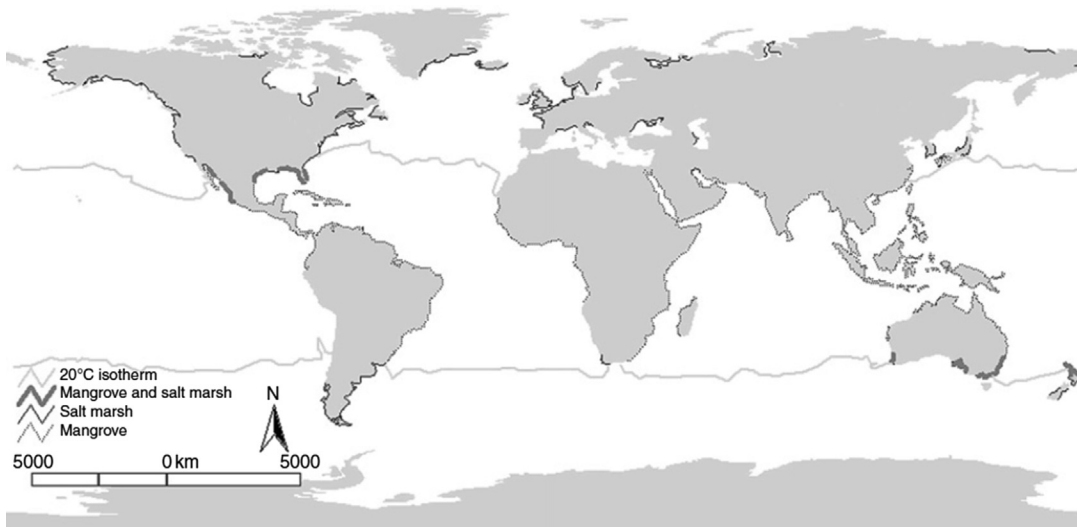 20°C isotherm
Mangrove and salt marsh
Salt marsh
Mangrove
N
5000 0 km 5000